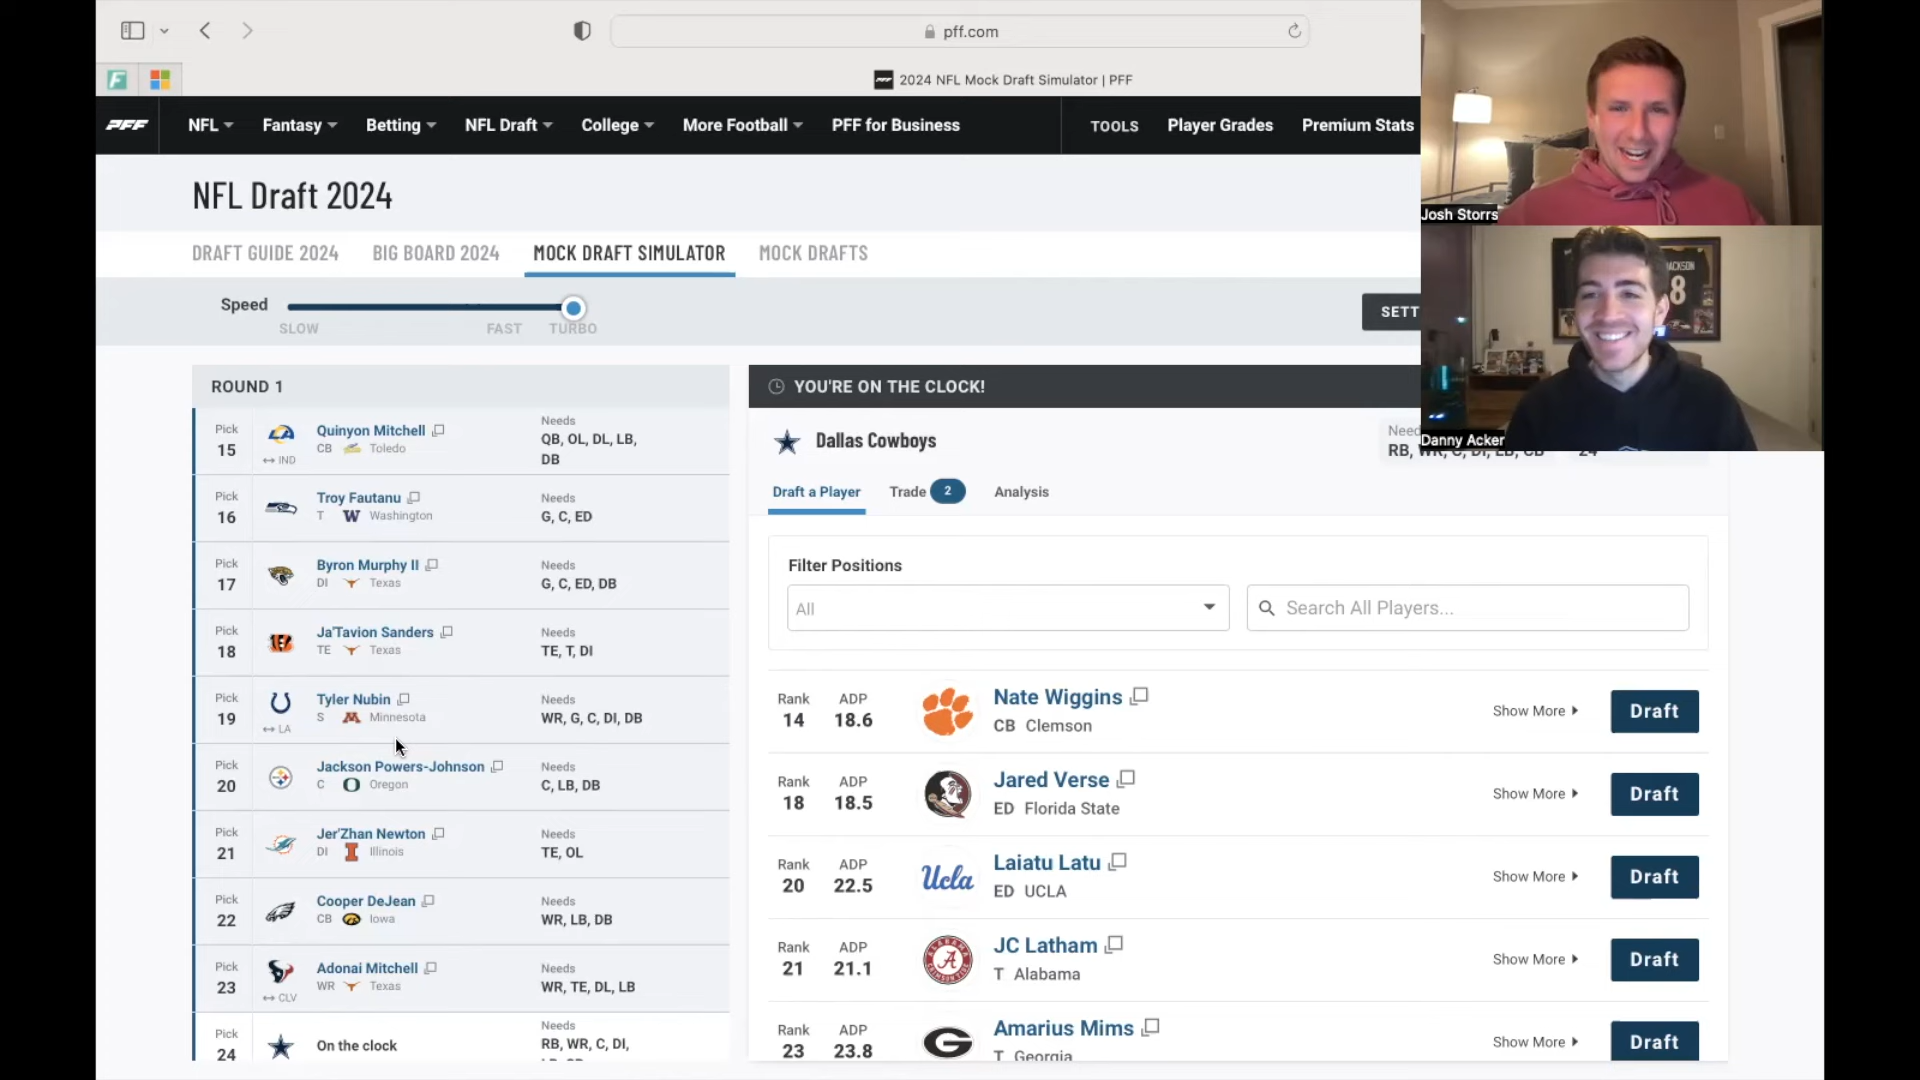 pff.com
2024 NFL Mock Draft Simulator | PFF
PFF
NFL
Fantasy
Betting
NFL Draft
College
More Football
PFF for Business
TOOLS
Player Grades
Premium Stats
NFL Draft 2024
DRAFT GUIDE 2024
BIG BOARD 2024
MOCK DRAFT SIMULATOR
MOCK DRAFTS
Speed
SLOW
FAST
TURBO
SETT
ROUND 1
Pick 15
IND
Quinyon Mitchell
CB Toledo
Needs
QB, OL, DL, LB,
DB
Pick 16
Troy Fautanu
T W Washington
Needs
G, C, ED
Pick 17
Byron Murphy II
DI Texas
Needs
G, C, ED, DB
Pick 18
Ja'Tavion Sanders
TE Texas
Needs
TE, T, DI
Pick 19
LA
Tyler Nubin
S M Minnesota
Needs
WR, G, C, DI, DB
Pick 20
Jackson Powers-Johnson
C O Oregon
Needs
C, LB, DB
Pick 21
Jer'Zhan Newton
DI I Illinois
Needs
TE, OL
Pick 22
Cooper DeJean
CB Iowa
Needs
WR, LB, DB
Pick 23
CLV
Adonai Mitchell
WR Texas
Needs
WR, TE, DL, LB
Pick 24
On the clock
Needs
RB, WR, C, DI,
YOU'RE ON THE CLOCK!
Dallas Cowboys
Need
RB, WR, C, DI, LB, CB
24
Draft a Player
Trade 2
Analysis
Filter Positions
All
Search All Players...
Rank 14
ADP 18.6
Nate Wiggins
CB Clemson
Show More
Draft
Rank 18
ADP 18.5
Jared Verse
ED Florida State
Show More
Draft
Rank 20
ADP 22.5
Ucla
Laiatu Latu
ED UCLA
Show More
Draft
Rank 21
ADP 21.1
JC Latham
T Alabama
Show More
Draft
Rank 23
ADP 23.8
G
Amarius Mims
T Georgia
Show More
Draft
Josh Storrs
JACKSON
8
Danny Acker